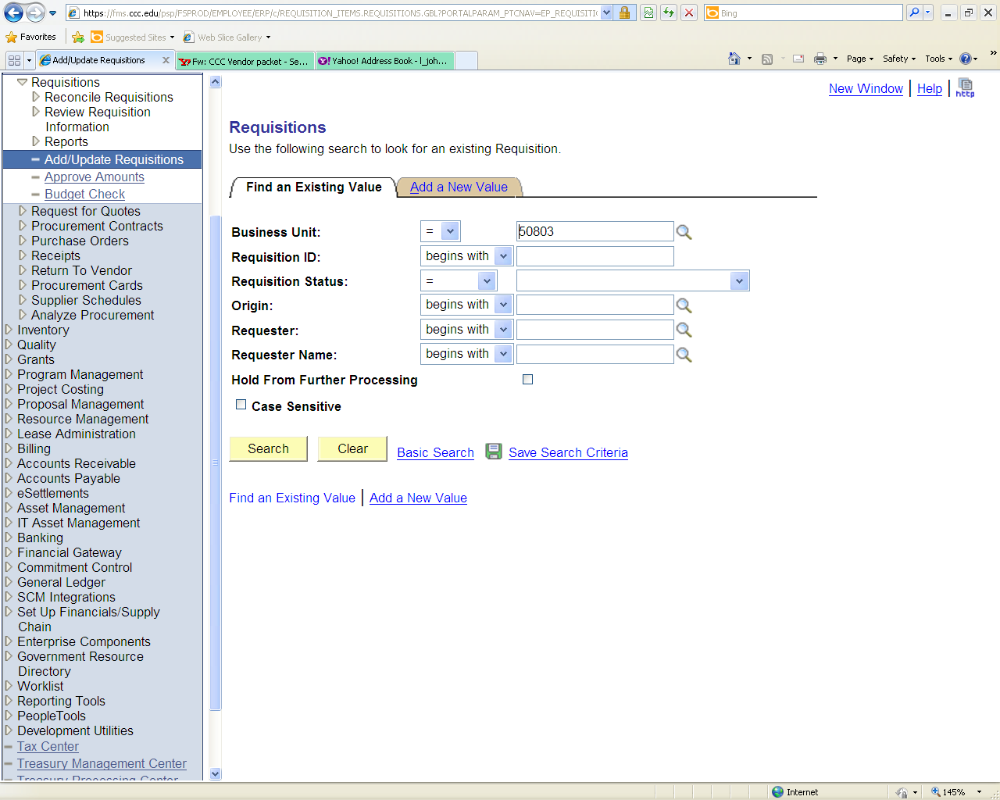 https://fms.ccc.edu/psp/FSPROD/EMPLOYEE/ERP/c/REQUISITION_ITEMS.REQUISITIONS.GBL?PORTALPARAM_PTCNAV=EP_REQUISITI
Bing
Favorites
Suggested Sites
Web Slice Gallery
Add/Update Requisitions
Fw: CCC Vendor packet - Se...
Yahoo! Address Book - l_joh...
Page
Safety
Tools
Requisitions
Reconcile Requisitions
Review Requisition
Information
Reports
Add/Update Requisitions
Approve Amounts
Budget Check
Request for Quotes
Procurement Contracts
Purchase Orders
Receipts
Return To Vendor
Procurement Cards
Supplier Schedules
Analyze Procurement
Inventory
Quality
Grants
Program Management
Project Costing
Proposal Management
Resource Management
Lease Administration
Billing
Accounts Receivable
Accounts Payable
eSettlements
Asset Management
IT Asset Management
Banking
Financial Gateway
Commitment Control
General Ledger
SCM Integrations
Set Up Financials/Supply
Chain
Enterprise Components
Government Resource
Directory
Worklist
Reporting Tools
PeopleTools
Development Utilities
Tax Center
Treasury Management Center
Treasury Processing Center
New Window | Help | http
Requisitions
Use the following search to look for an existing Requisition.
Find an Existing Value
Add a New Value
Business Unit: = 50803
Requisition ID: begins with
Requisition Status: =
Origin: begins with
Requester: begins with
Requester Name: begins with
Hold From Further Processing
Case Sensitive
Search Clear Basic Search Save Search Criteria
Find an Existing Value | Add a New Value
Internet
145%